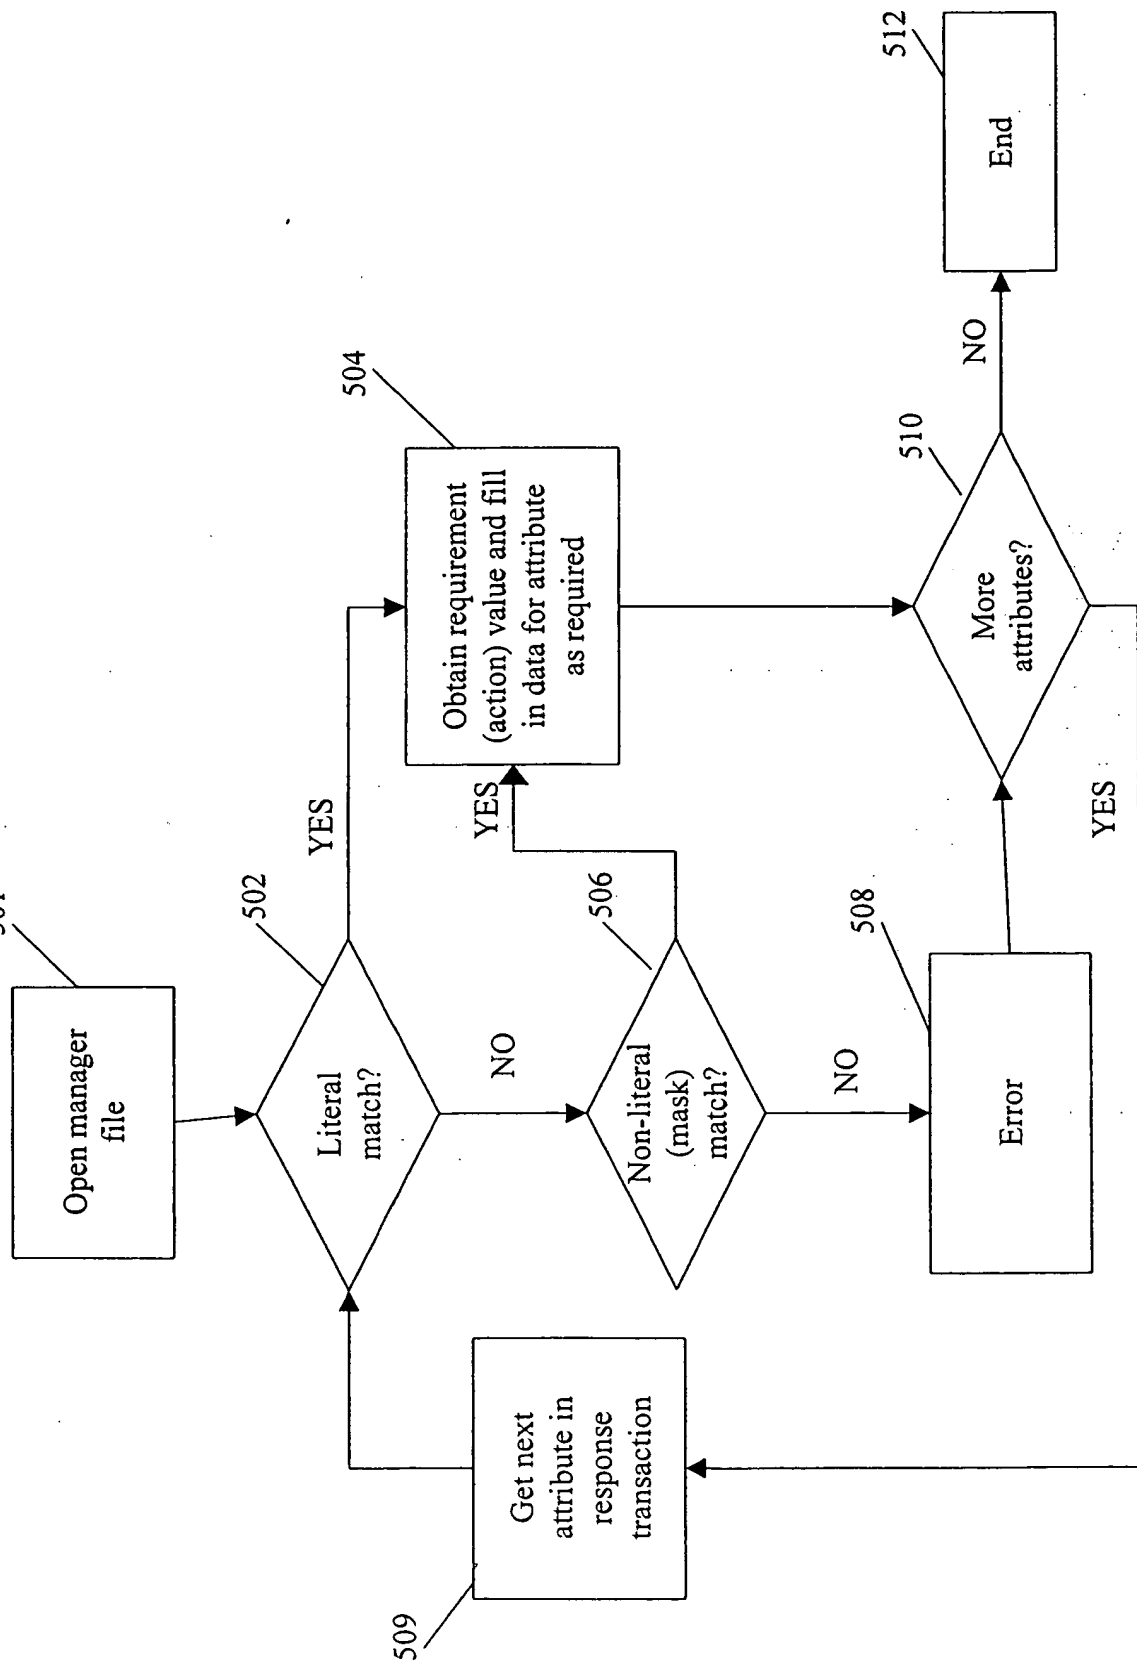 501
Open manager
file
502
Literal
match?
YES
NO
504
Obtain requirement
(action) value and fill
in data for attribute
as required
506
Non-literal
(mask)
match?
YES
NO
508
Error
509
Get next
attribute in
response
transaction
510
More
attributes?
YES
NO
512
End